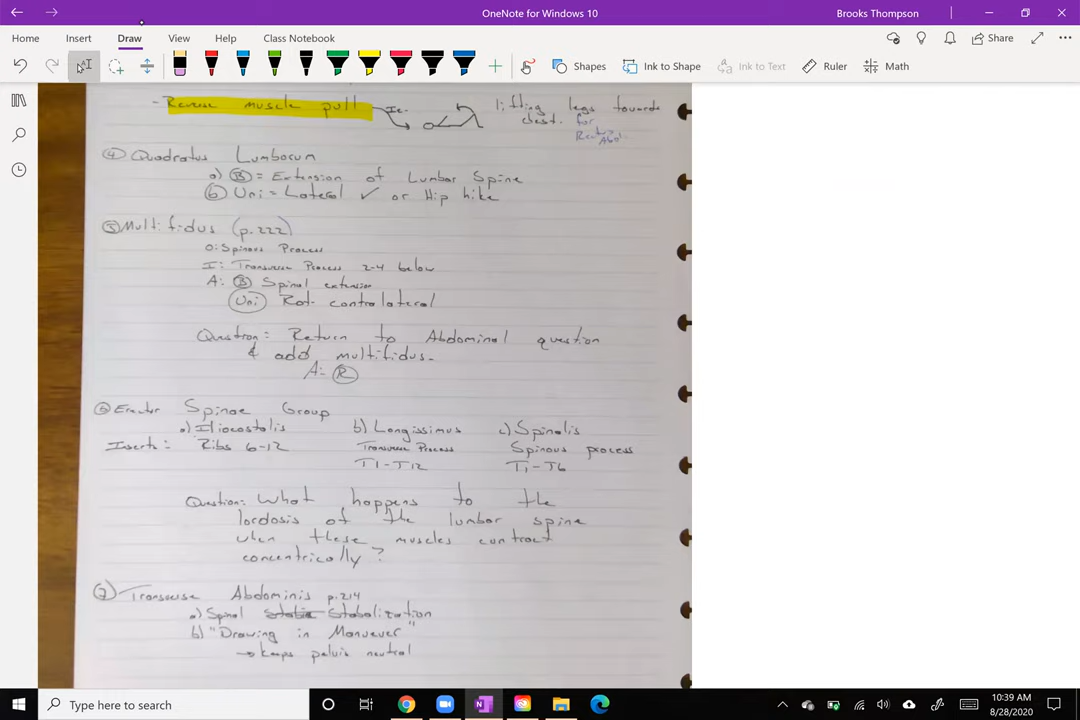 OneNote for Windows 10
Brooks Thompson
Home Insert Draw View Help Class Notebook
Share
Shapes Ink to Shape Ink to Text Ruler Math
- Reverse muscle pull
lifting legs towards
chest. for
④ Quadratus Lumborum
a) Ⓑ = Extension of Lumbar Spine
ⓑ Uni = Lateral ✓ or Hip hike
⑤ Multifidus (p.222)
O: Spinous Process
I: Transverse Process 2-4 below
A: Ⓑ Spinal extension
Uni Rot. contralateral
Question: Return to Abdominal question
& add multifidus.
A: Ⓡ
⑥ Erector Spinae Group
a) Iliocostalis b) Longissimus c) Spinalis
Inserts: Ribs 6-12 Transverse Process Spinous process
T1-T12 T1-T6
Question: What happens to the
lordosis of the lumbar spine
when these muscles contract
concentrically?
⑦ Transverse Abdominis p.214
a) Spinal Stabalization
b) "Drawing in Manuever"
→ keeps pelvis neutral
Type here to search
10:39 AM
8/28/2020